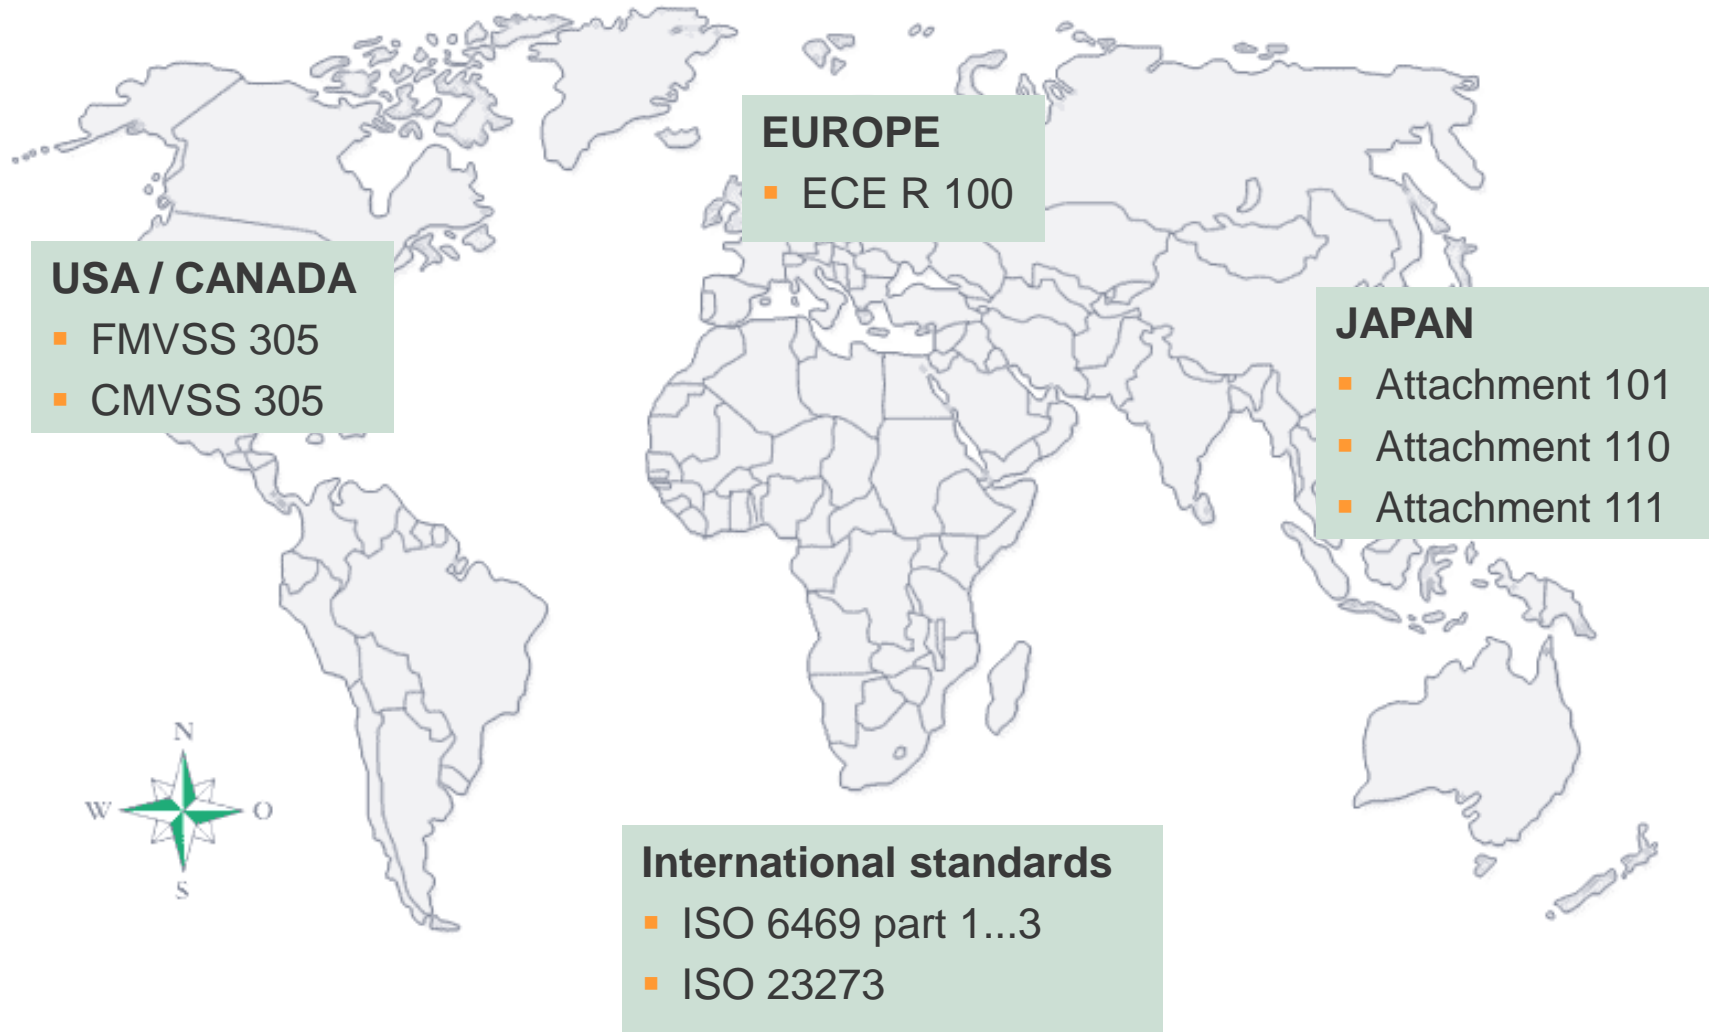 EUROPE
▪ ECE R 100
USA / CANADA
▪ FMVSS 305
▪ CMVSS 305
JAPAN
▪ Attachment 101
▪ Attachment 110
▪ Attachment 111
N
W O
S
International standards
▪ ISO 6469 part 1...3
▪ ISO 23273